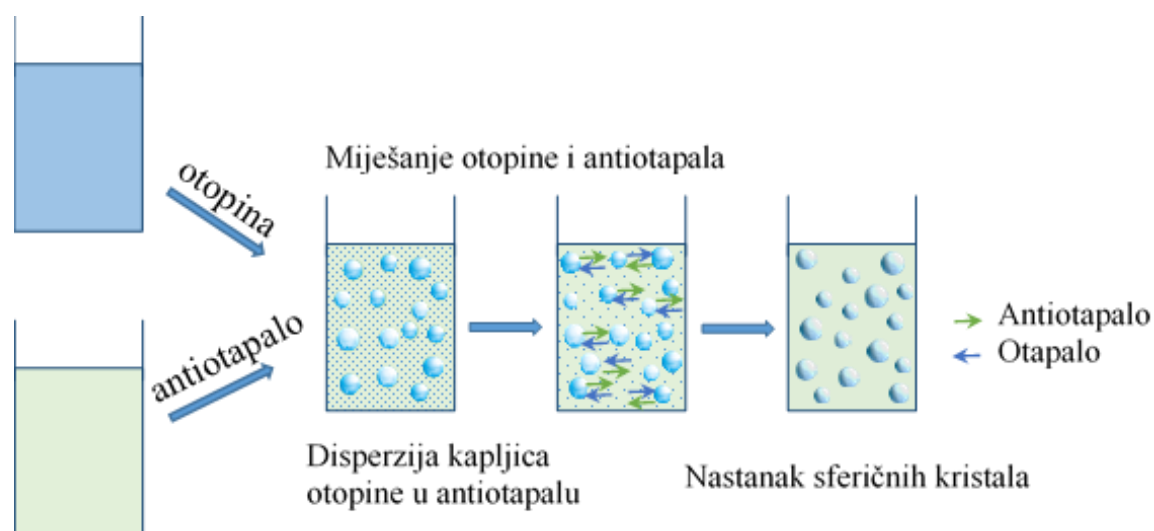 otopina
antiotapalo
Miješanje otopine i antiotapala
Disperzija kapljica
otopine u antiotapalu
Nastanak sferičnih kristala
Antiotapalo
Otapalo